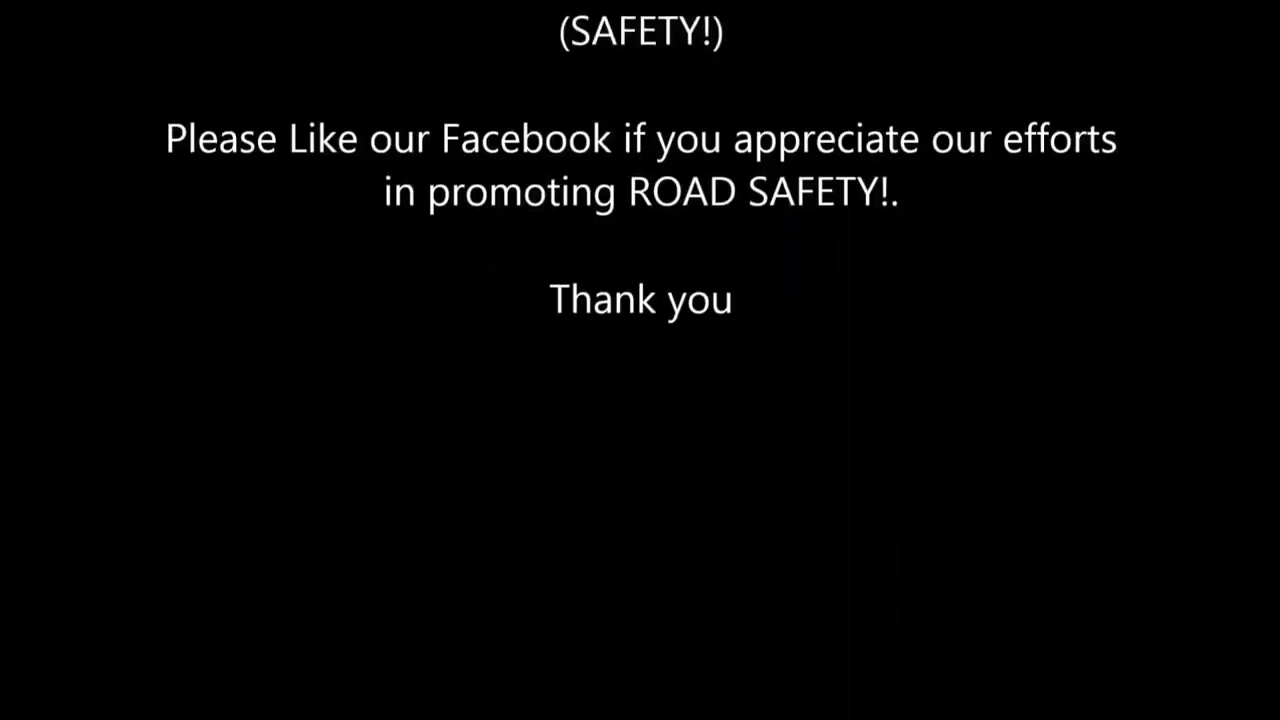 (SAFETY!)
Please Like our Facebook if you appreciate our efforts
in promoting ROAD SAFETY!.
Thank you